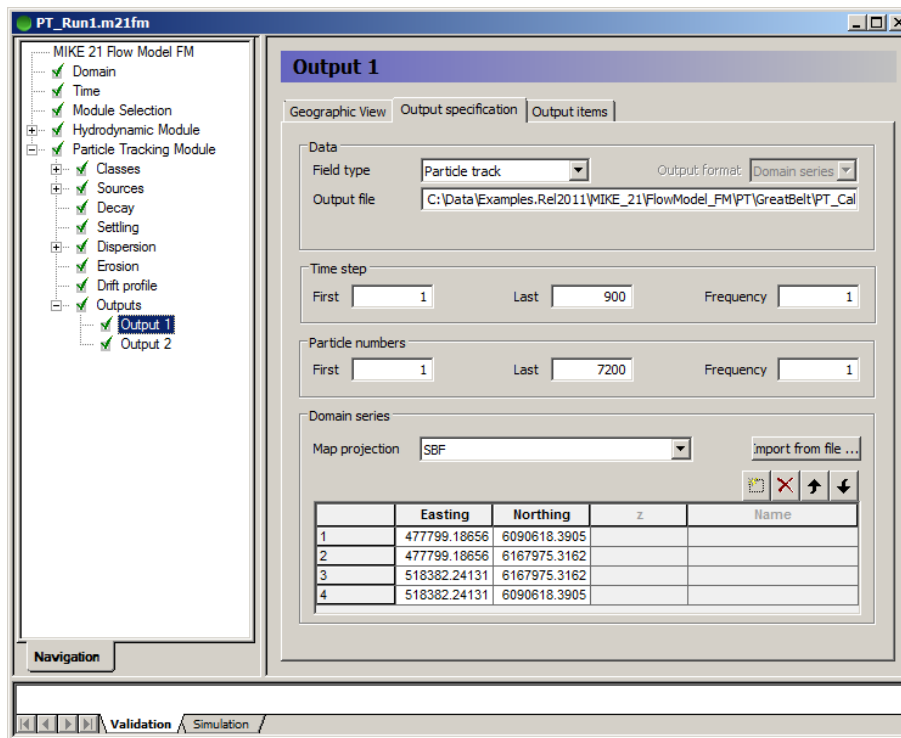 PT_Run1.m21fm
MIKE 21 Flow Model FM
Domain
Time
Module Selection
Hydrodynamic Module
Particle Tracking Module
Classes
Sources
Decay
Settling
Dispersion
Erosion
Drift profile
Outputs
Output 1
Output 2
Navigation
Output 1
Geographic View Output specification Output items
Data
Field type Particle track Output format Domain series
Output file C:\Data\Examples.Rel2011\MIKE_21\FlowModel_FM\PT\GreatBelt\PT_Cal
Time step
First 1 Last 900 Frequency 1
Particle numbers
First 1 Last 7200 Frequency 1
Domain series
Map projection SBF Import from file ...
Easting Northing z Name
1 477799.18656 6090618.3905
2 477799.18656 6167975.3162
3 518382.24131 6167975.3162
4 518382.24131 6090618.3905
Validation Simulation